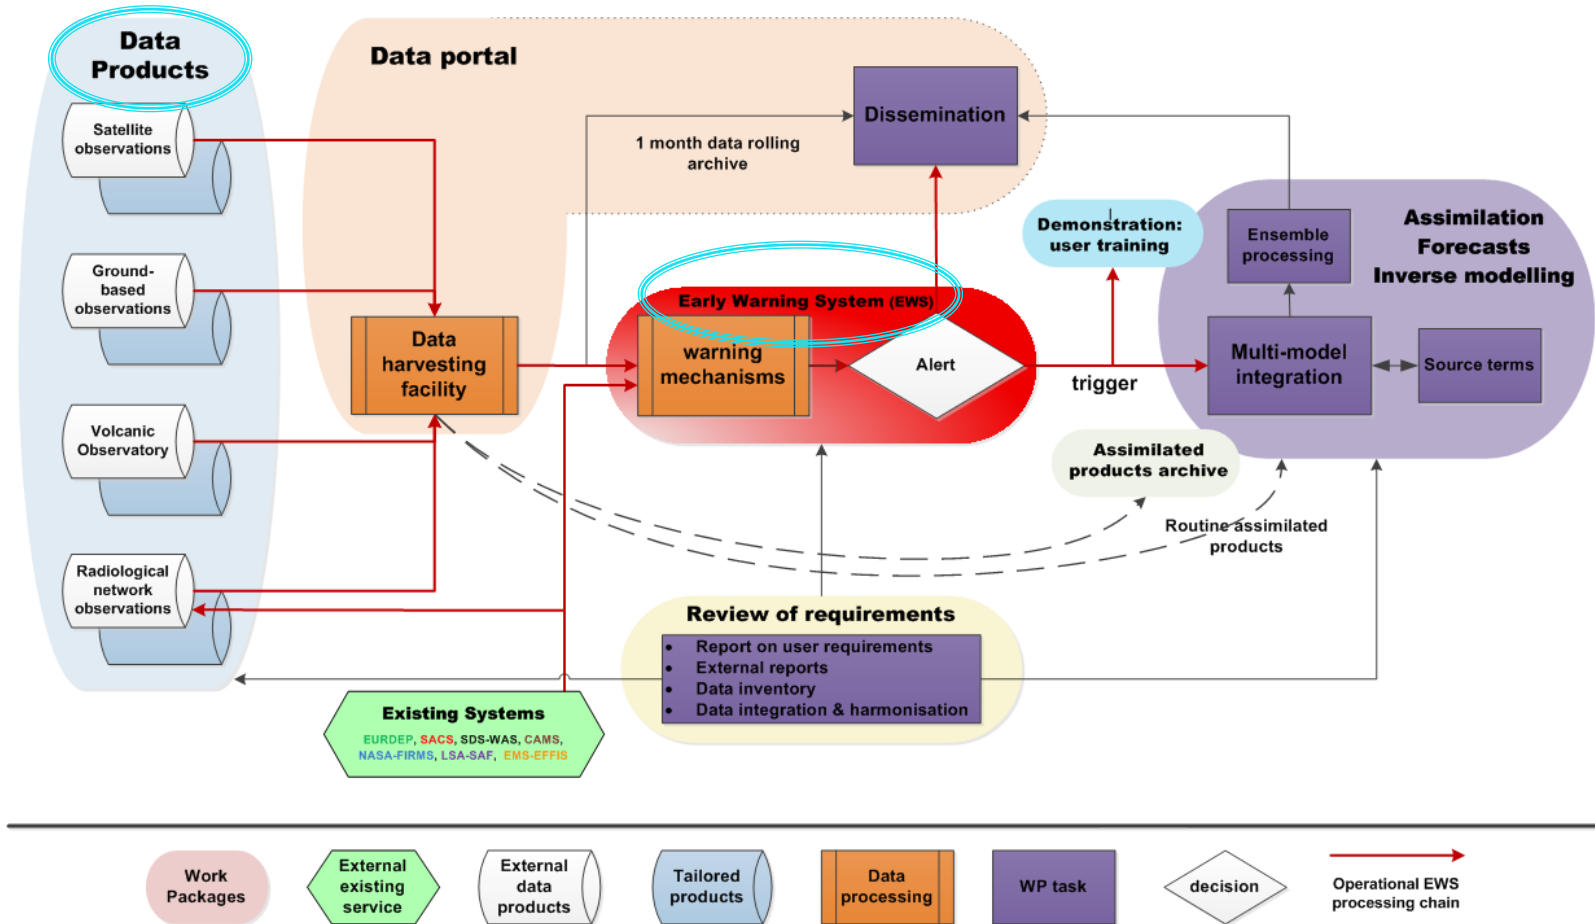 Data
Products
Satellite
observations
Ground-
based
observations
Volcanic
Observatory
Radiological
network
observations
Data portal
1 month data rolling
archive
Dissemination
Data
harvesting
facility
Early Warning System (EWS)
warning
mechanisms
Alert
trigger
Demonstration:
user training
Assimilation
Forecasts
Inverse modelling
Ensemble
processing
Multi-model
integration
Source terms
Assimilated
products archive
Routine assimilated
products
Review of requirements
• Report on user requirements
• External reports
• Data inventory
• Data integration & harmonisation
Existing Systems
EURDEP, SACS, SDS-WAS, CAMS,
NASA-FIRMS, LSA-SAF, EMS-EFFIS
Work
Packages
External
existing
service
External
data
products
Tailored
products
Data
processing
WP task
decision
Operational EWS
processing chain